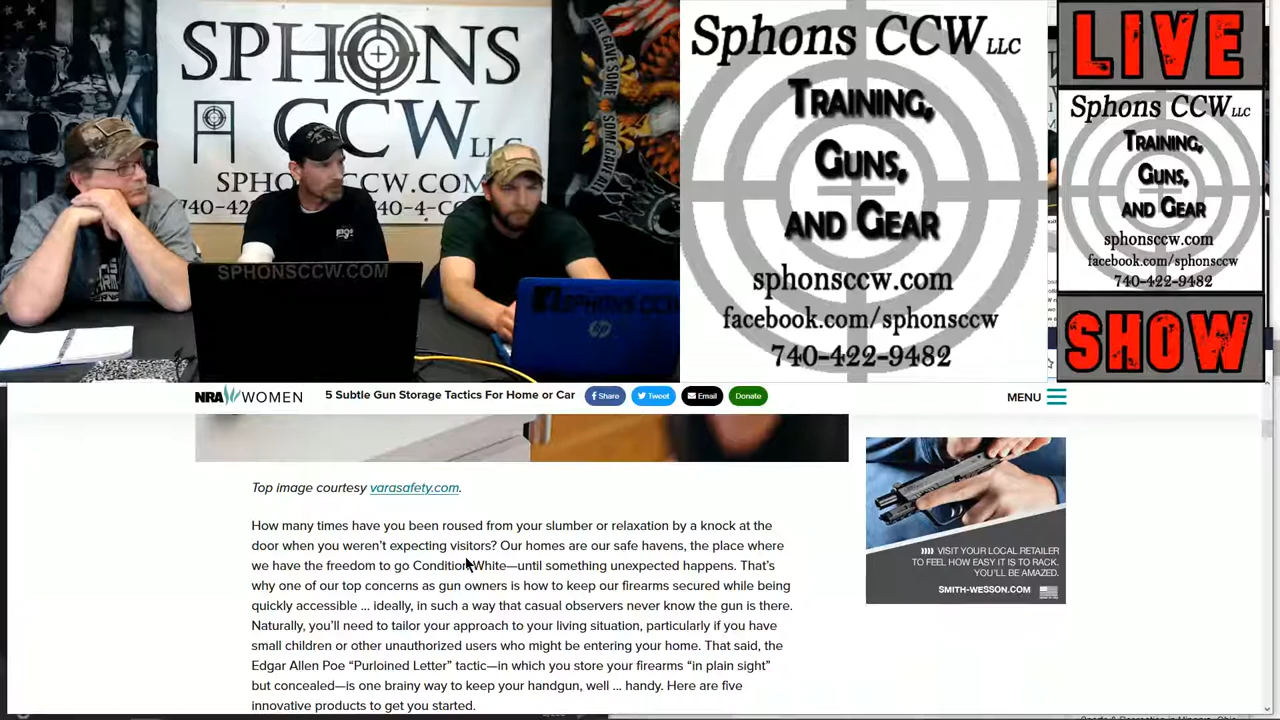 SPHONS
CCW LLC
SPHONSCCW.COM
ALL GAVE SOME SOME GAVE ALL
SPHONSCCW.COM
SPHONS CCW
hp
Sphons CCW LLC
Training,
Guns,
and Gear
sphonsccw.com
facebook.com/sphonsccw
740-422-9482
LIVE
Sphons CCW LLC
Training,
Guns,
and Gear
sphonsccw.com
facebook.com/sphonsccw
740-422-9482
SHOW
NRA WOMEN
5 Subtle Gun Storage Tactics For Home or Car
Share
Tweet
Email
Donate
MENU
Top image courtesy varasafety.com.
How many times have you been roused from your slumber or relaxation by a knock at the
door when you weren't expecting visitors? Our homes are our safe havens, the place where
we have the freedom to go Condition White—until something unexpected happens. That's
why one of our top concerns as gun owners is how to keep our firearms secured while being
quickly accessible ... ideally, in such a way that casual observers never know the gun is there.
Naturally, you'll need to tailor your approach to your living situation, particularly if you have
small children or other unauthorized users who might be entering your home. That said, the
Edgar Allen Poe “Purloined Letter” tactic—in which you store your firearms “in plain sight”
but concealed—is one brainy way to keep your handgun, well ... handy. Here are five
innovative products to get you started.
VISIT YOUR LOCAL RETAILER
TO FEEL HOW EASY IT IS TO RACK.
YOU'LL BE AMAZED.
SMITH-WESSON.COM